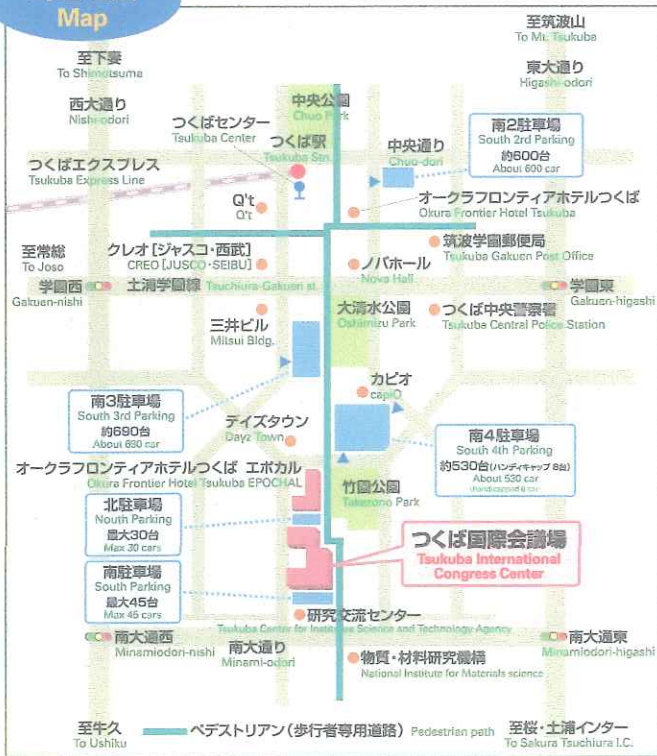 Map
至筑波山
To Mt. Tsukuba
至下妻
To Shimotsuma
東大通り
Higashi-odori
西大通り
Nishi-odori
中央公園
Chuo Park
つくばセンター
Tsukuba Center
つくば駅
Tsukuba Stn.
中央通り
Chuo-dori
南2駐車場
South 2nd Parking
約600台
About 600 car
つくばエクスプレス
Tsukuba Express Line
Q't
Q't
オークラフロンティアホテルつくば
Okura Frontier Hotel Tsukuba
筑波学園郵便局
Tsukuba Gakuen Post Office
至常総
To Joso
クレオ[ジャスコ・西武]
CREO [JUSCO・SEIBU]
ノバホール
Nova Hall
学園西
Gakuen-nishi
土浦学園線 Tsuchiura-Gakuen st.
学園東
Gakuen-higashi
三井ビル
Mitsui Bldg.
大清水公園
Oshimizu Park
つくば中央警察署
Tsukuba Central Police Station
南3駐車場
South 3rd Parking
約690台
About 690 car
カピオ
capiO
デイズタウン
Dayz Town
南4駐車場
South 4th Parking
約530台(ハンディキャップ 8台)
About 530 car
オークラフロンティアホテルつくば エポカル
Okura Frontier Hotel Tsukuba EPOCHAL
竹園公園
Takezono Park
北駐車場
Nouth Parking
最大30台
Max 30 cars
つくば国際会議場
Tsukuba International
Congress Center
南駐車場
South Parking
最大45台
Max 45 cars
研究交流センター
Tsukuba Center for Institutes Science and Technology Agency
南大通西
Minamiodori-nishi
南大通り
Minami-odori
南大通東
Minamiodori-higashi
物質・材料研究機構
National Institute for Materials science
至牛久
To Ushiku
ペデストリアン(歩行者専用道路) Pedestrian path
至桜・土浦インター
To Sakura Tsuchiura I.C.